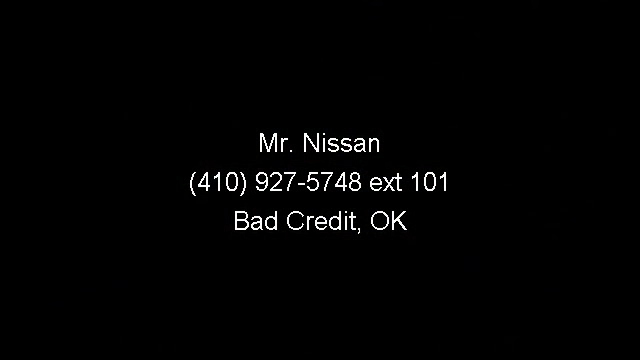 Mr. Nissan
(410) 927-5748 ext 101
Bad Credit, OK